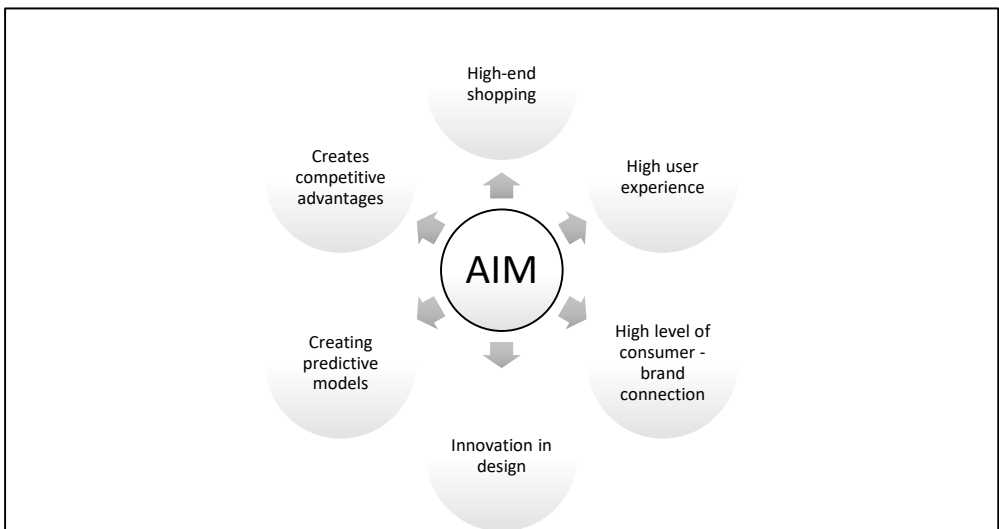 High-end
shopping
High user
experience
High level of
consumer -
brand
connection
Innovation in
design
Creating
predictive
models
Creates
competitive
advantages
AIM